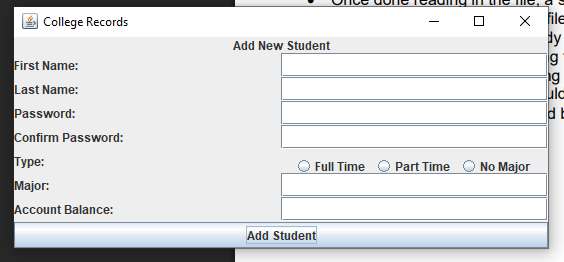 Once done reading in the file, a s
College Records
file
dy
Add New Student
First Name:
Last Name:
Password:
Confirm Password:
Type:
Full Time Part Time No Major
Major:
Account Balance:
Add Student